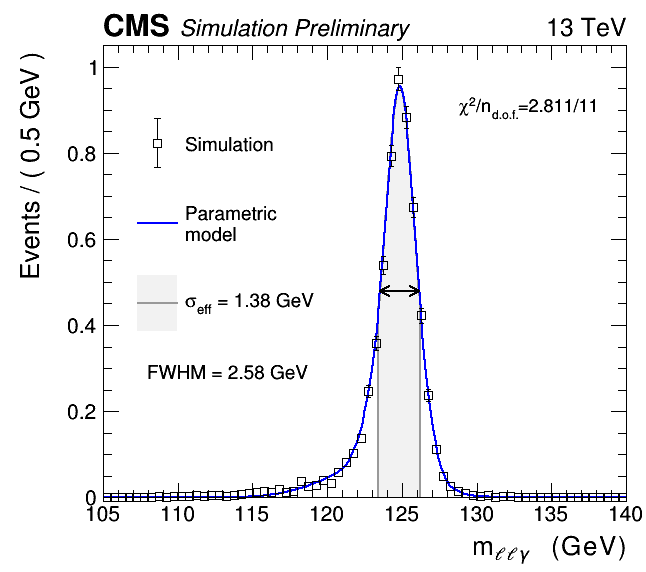 CMS Simulation Preliminary 13 TeV
Events / ( 0.5 GeV )
1
0.8
0.6
0.4
0.2
0
χ²/n_d.o.f.=2.811/11
Simulation
Parametric
model
σ_eff = 1.38 GeV
FWHM = 2.58 GeV
105 110 115 120 125 130 135 140
m_ℓℓγ (GeV)